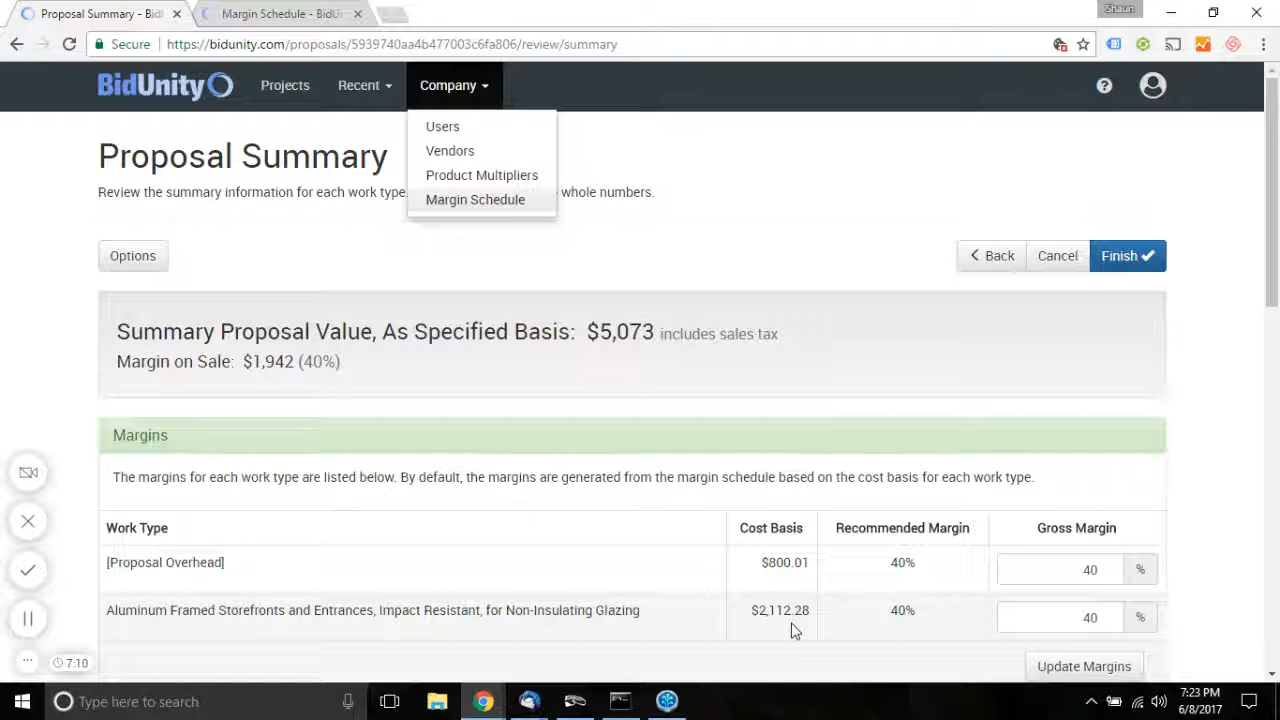 Proposal Summary - Bid
Margin Schedule - BidU
Shaun
Secure
https://bidunity.com/proposals/5939740aa4b477003c6fa806/review/summary
BidUnity
Projects
Recent
Company
?
Users
Vendors
Product Multipliers
Margin Schedule
Proposal Summary
Review the summary information for each work type. whole numbers.
Options
Back
Cancel
Finish
Summary Proposal Value, As Specified Basis: $5,073 includes sales tax
Margin on Sale: $1,942 (40%)
Margins
The margins for each work type are listed below. By default, the margins are generated from the margin schedule based on the cost basis for each work type.
Work Type Cost Basis Recommended Margin Gross Margin
[Proposal Overhead] $800.01 40% 40 %
Aluminum Framed Storefronts and Entrances, Impact Resistant, for Non-Insulating Glazing $2,112.28 40% 40 %
Update Margins
7:10
Type here to search
7:23 PM
6/8/2017